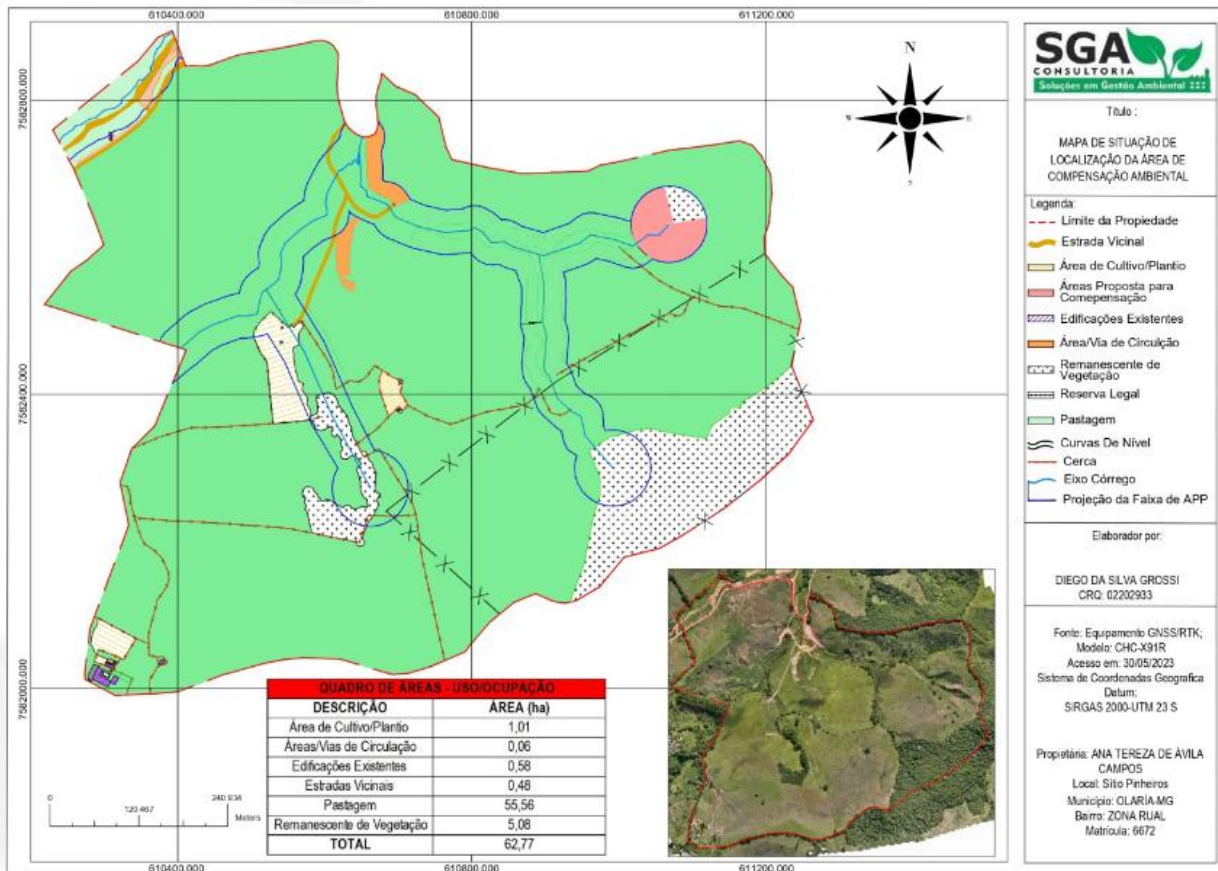 610400.000
610800.000
611200.000
7582800.000
7582400.000
7582000.000
N
W
E
S
QUADRO DE AREAS - USO/OCUPAÇÃO
DESCRIÇÃO ÁREA (ha)
Área de Cultivo/Plantio 1,01
Áreas/Vias de Circulação 0,06
Edificações Existentes 0,58
Estradas Vicinais 0,48
Pastagem 55,56
Remanescente de Vegetação 5,08
TOTAL 62,77
0 120.467 240.934
Meters
610400.000
610800.000
611200.000
SGA
CONSULTORIA
Soluções em Gestão Ambiental
Titulo :
MAPA DE SITUAÇÃO DE
LOCALIZAÇÃO DA ÁREA DE
COMPENSAÇÃO AMBIENTAL
Legenda:
Limite da Propiedade
Estrada Vicinal
Área de Cultivo/Plantio
Áreas Proposta para
Comepensação
Edificações Existentes
Área/Via de Circulção
Remanescente de
Vegetação
Reserva Legal
Pastagem
Curvas De Nível
Cerca
Eixo Córrego
Projeção da Faixa de APP
Elaborador por:
DIEGO DA SILVA GROSSI
CRQ: 02202933
Fonte: Equipamento GNSS/RTK;
Modelo: CHC-X91R
Acesso em: 30/05/2023
Sistema de Coordenadas Geografica
Datum:
SIRGAS 2000-UTM 23 S
Propietária: ANA TEREZA DE ÁVILA
CAMPOS
Local: Sítio Pinheiros
Município: OLARÍA-MG
Bairro: ZONA RUAL
Matrícula: 6672